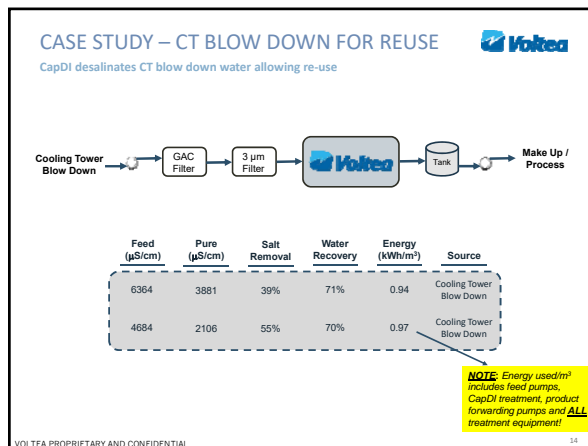 CASE STUDY – CT BLOW DOWN FOR REUSE
Voltea
CapDI desalinates CT blow down water allowing re-use
Cooling Tower
Blow Down
GAC
Filter
3 µm
Filter
Voltea
Tank
Make Up /
Process
Feed Pure Salt Water Energy
(µS/cm) (µS/cm) Removal Recovery (kWh/m³) Source
6364 3881 39% 71% 0.94 Cooling Tower
Blow Down
4684 2106 55% 70% 0.97 Cooling Tower
Blow Down
NOTE: Energy used/m³
includes feed pumps,
CapDI treatment, product
forwarding pumps and ALL
treatment equipment!
VOLTEA PROPRIETARY AND CONFIDENTIAL
14